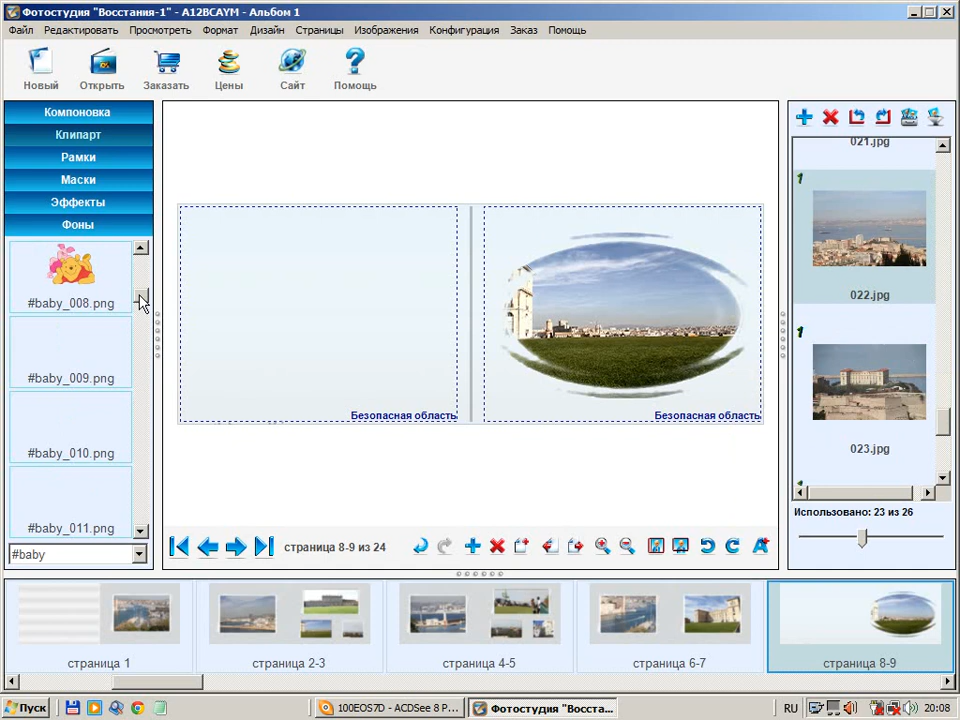 Фотостудия "Восстания-1" - A12BCAYM - Альбом 1
Файл Редактировать Просмотреть Формат Дизайн Страницы Изображения Конфигурация Заказ Помощь
Новый Открыть Заказать Цены Сайт Помощь
Компоновка
Клипарт
Рамки
Маски
Эффекты
Фоны
#baby_008.png
#baby_009.png
#baby_010.png
#baby_011.png
#baby
Безопасная область
Безопасная область
страница 8-9 из 24
021.jpg
1
022.jpg
1
023.jpg
Использовано: 23 из 26
страница 1
страница 2-3
страница 4-5
страница 6-7
страница 8-9
Пуск
100EOS7D - ACDSee 8 P...
Фотостудия "Восста...
RU
20:08